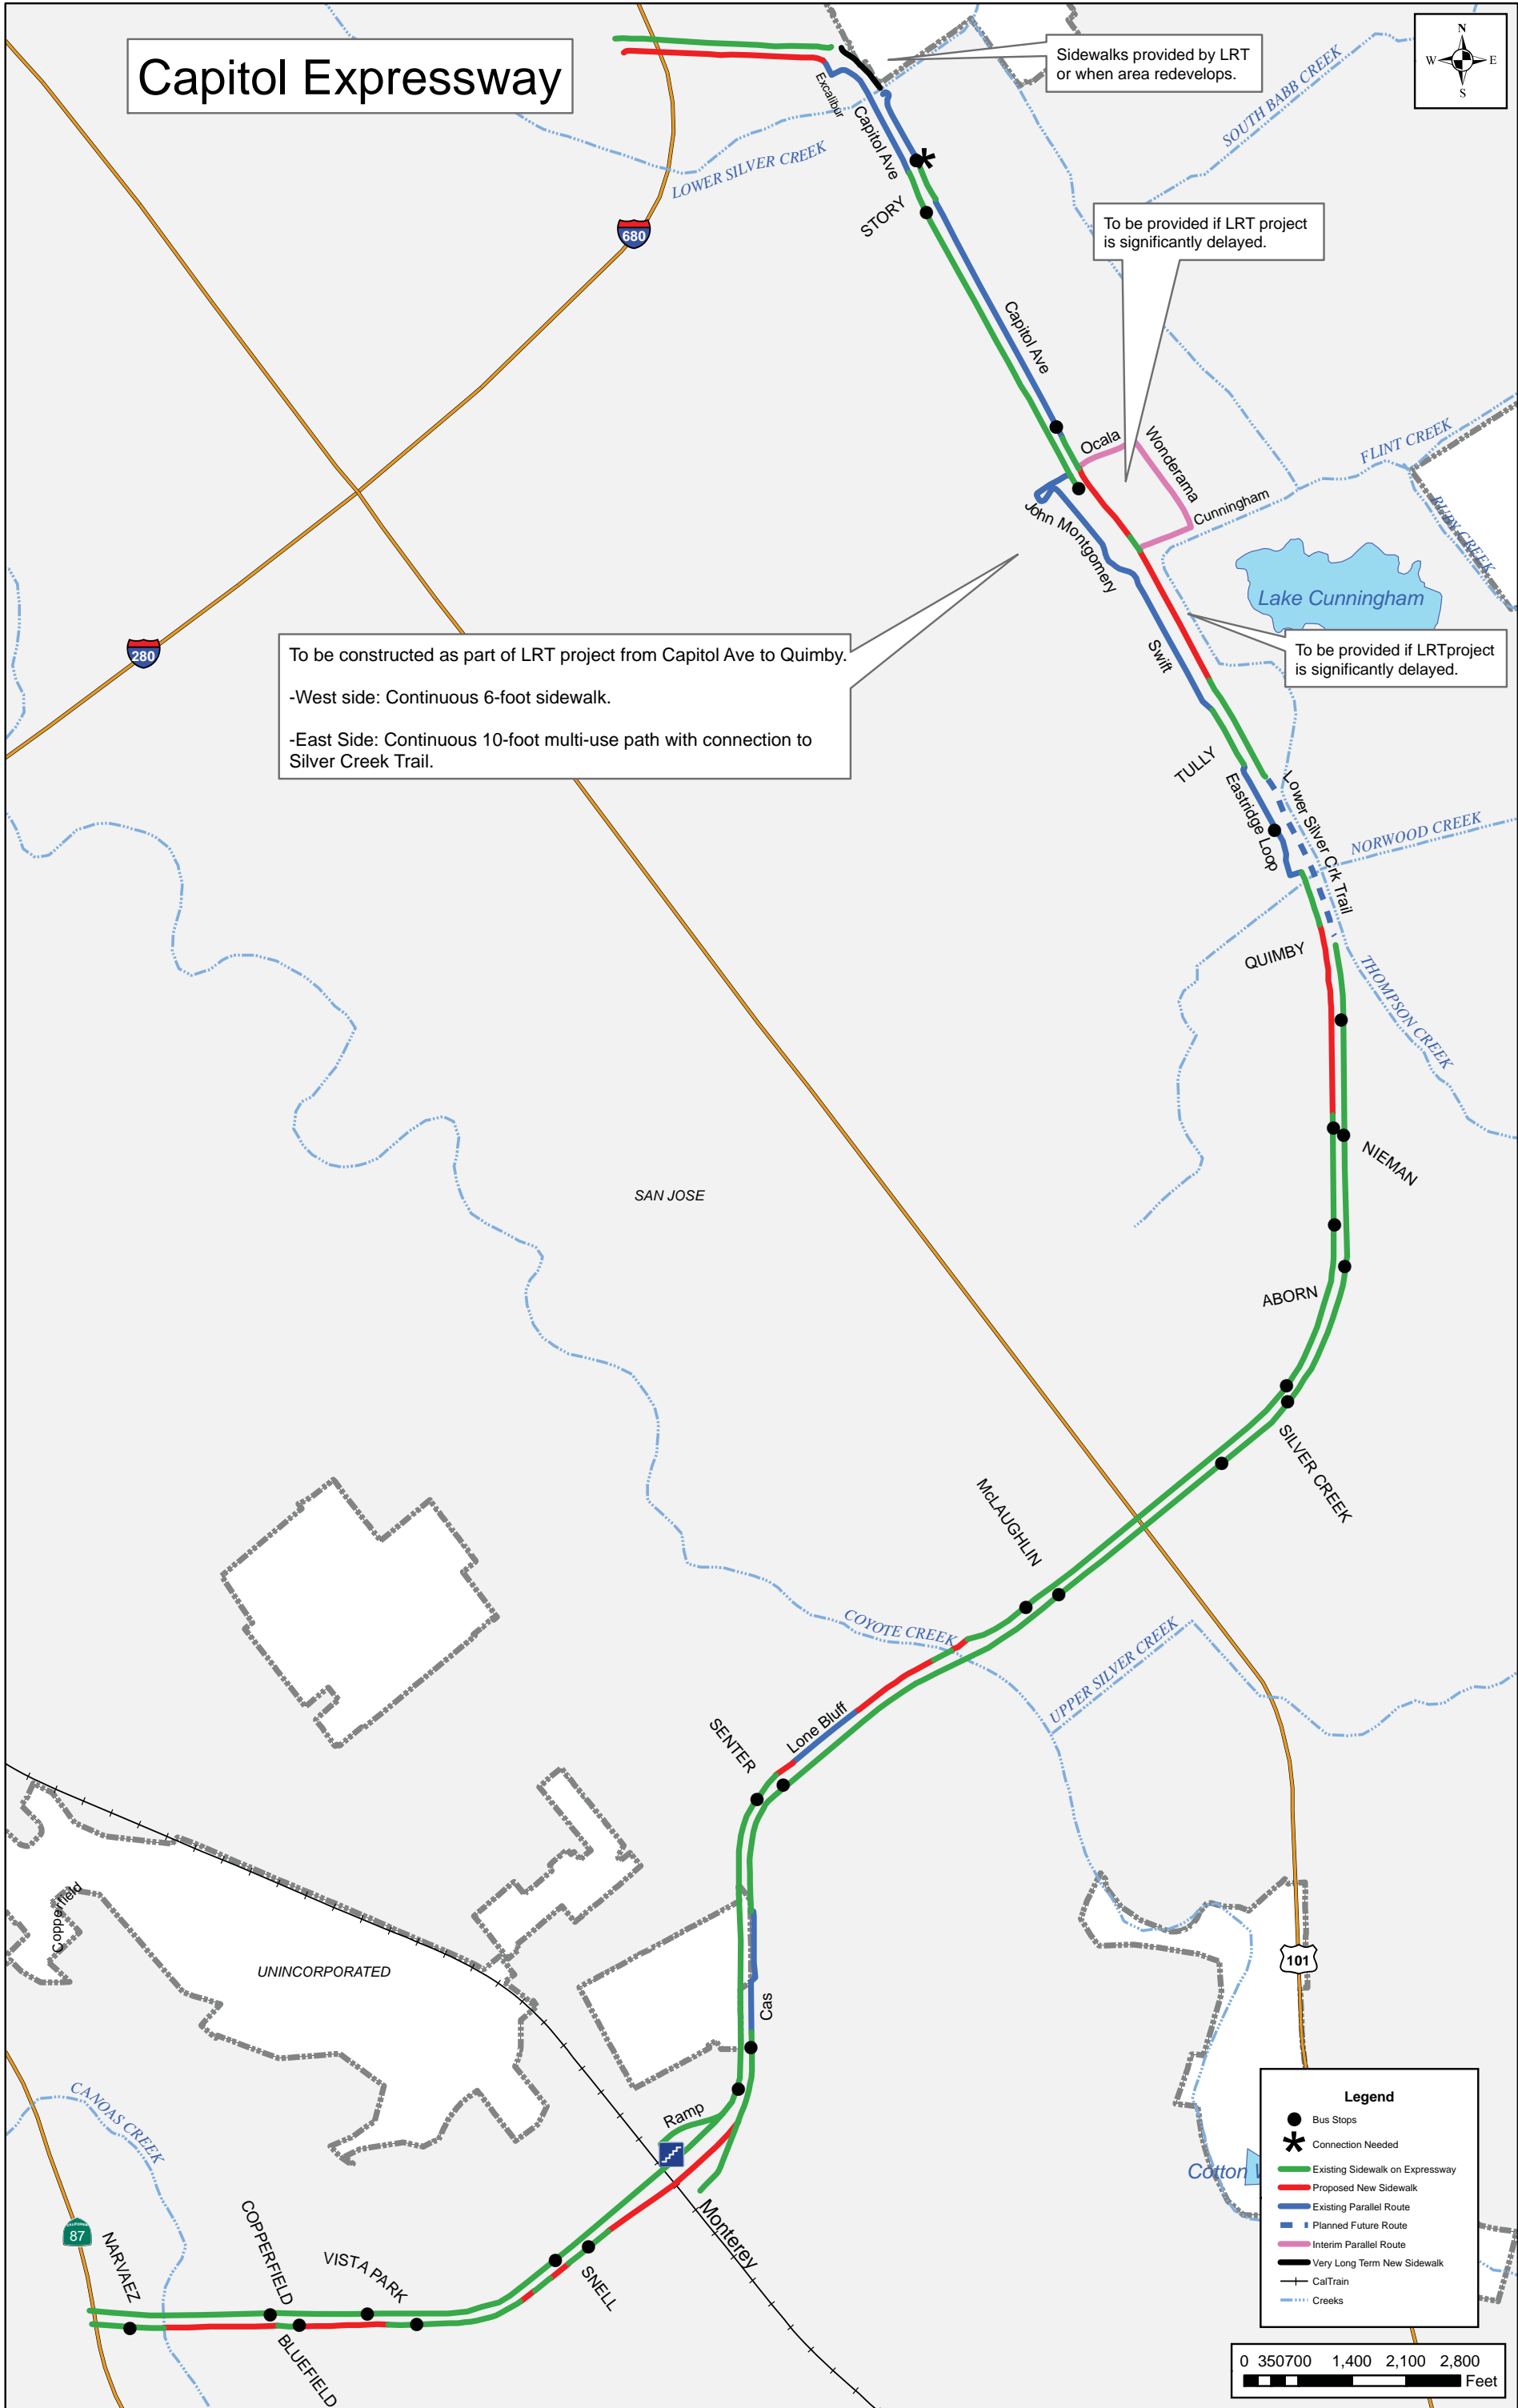 Capitol Expressway
Sidewalks provided by LRT
or when area redevelops.
N
W E
S
Excalibur
Capitol Ave
LOWER SILVER CREEK
SOUTH BABB CREEK
680
STORY
To be provided if LRT project
is significantly delayed.
Capitol Ave
Ocala
Wonderama
Cunningham
FLINT CREEK
RUBY CREEK
John Montgomery
Lake Cunningham
280
To be constructed as part of LRT project from Capitol Ave to Quimby.
-West side: Continuous 6-foot sidewalk.
-East Side: Continuous 10-foot multi-use path with connection to
Silver Creek Trail.
Swift
To be provided if LRTproject
is significantly delayed.
TULLY
Eastridge Loop
Lower Silver Crk Trail
NORWOOD CREEK
QUIMBY
THOMPSON CREEK
NIEMAN
SAN JOSE
ABORN
SILVER CREEK
McLAUGHLIN
COYOTE CREEK
UPPER SILVER CREEK
SENTER
Lone Bluff
Copperfield
UNINCORPORATED
101
Cas
Ramp
CANOAS CREEK
Monterey
CALIFORNIA
87
NARVAEZ
COPPERFIELD
VISTA PARK
SNELL
BLUEFIELD
Cotton
Legend
Bus Stops
Connection Needed
Existing Sidewalk on Expressway
Proposed New Sidewalk
Existing Parallel Route
Planned Future Route
Interim Parallel Route
Very Long Term New Sidewalk
CalTrain
Creeks
0 350700 1,400 2,100 2,800
Feet